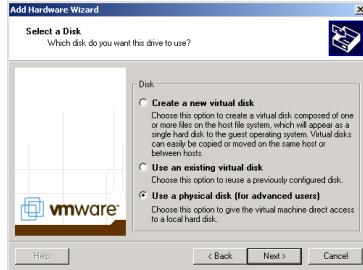 Add Hardware Wizard
Select a Disk
Which disk do you want this drive to use?
Disk
Create a new virtual disk
Choose this option to create a virtual disk composed of one
or more files on the host file system, which will appear as a
single hard disk to the guest operating system. Virtual disks
can easily be copied or moved on the same host or
between hosts.
Use an existing virtual disk
Choose this option to reuse a previously configured disk.
Use a physical disk (for advanced users)
Choose this option to give the virtual machine direct access
to a local hard disk.
vmware
Help
< Back
Next >
Cancel